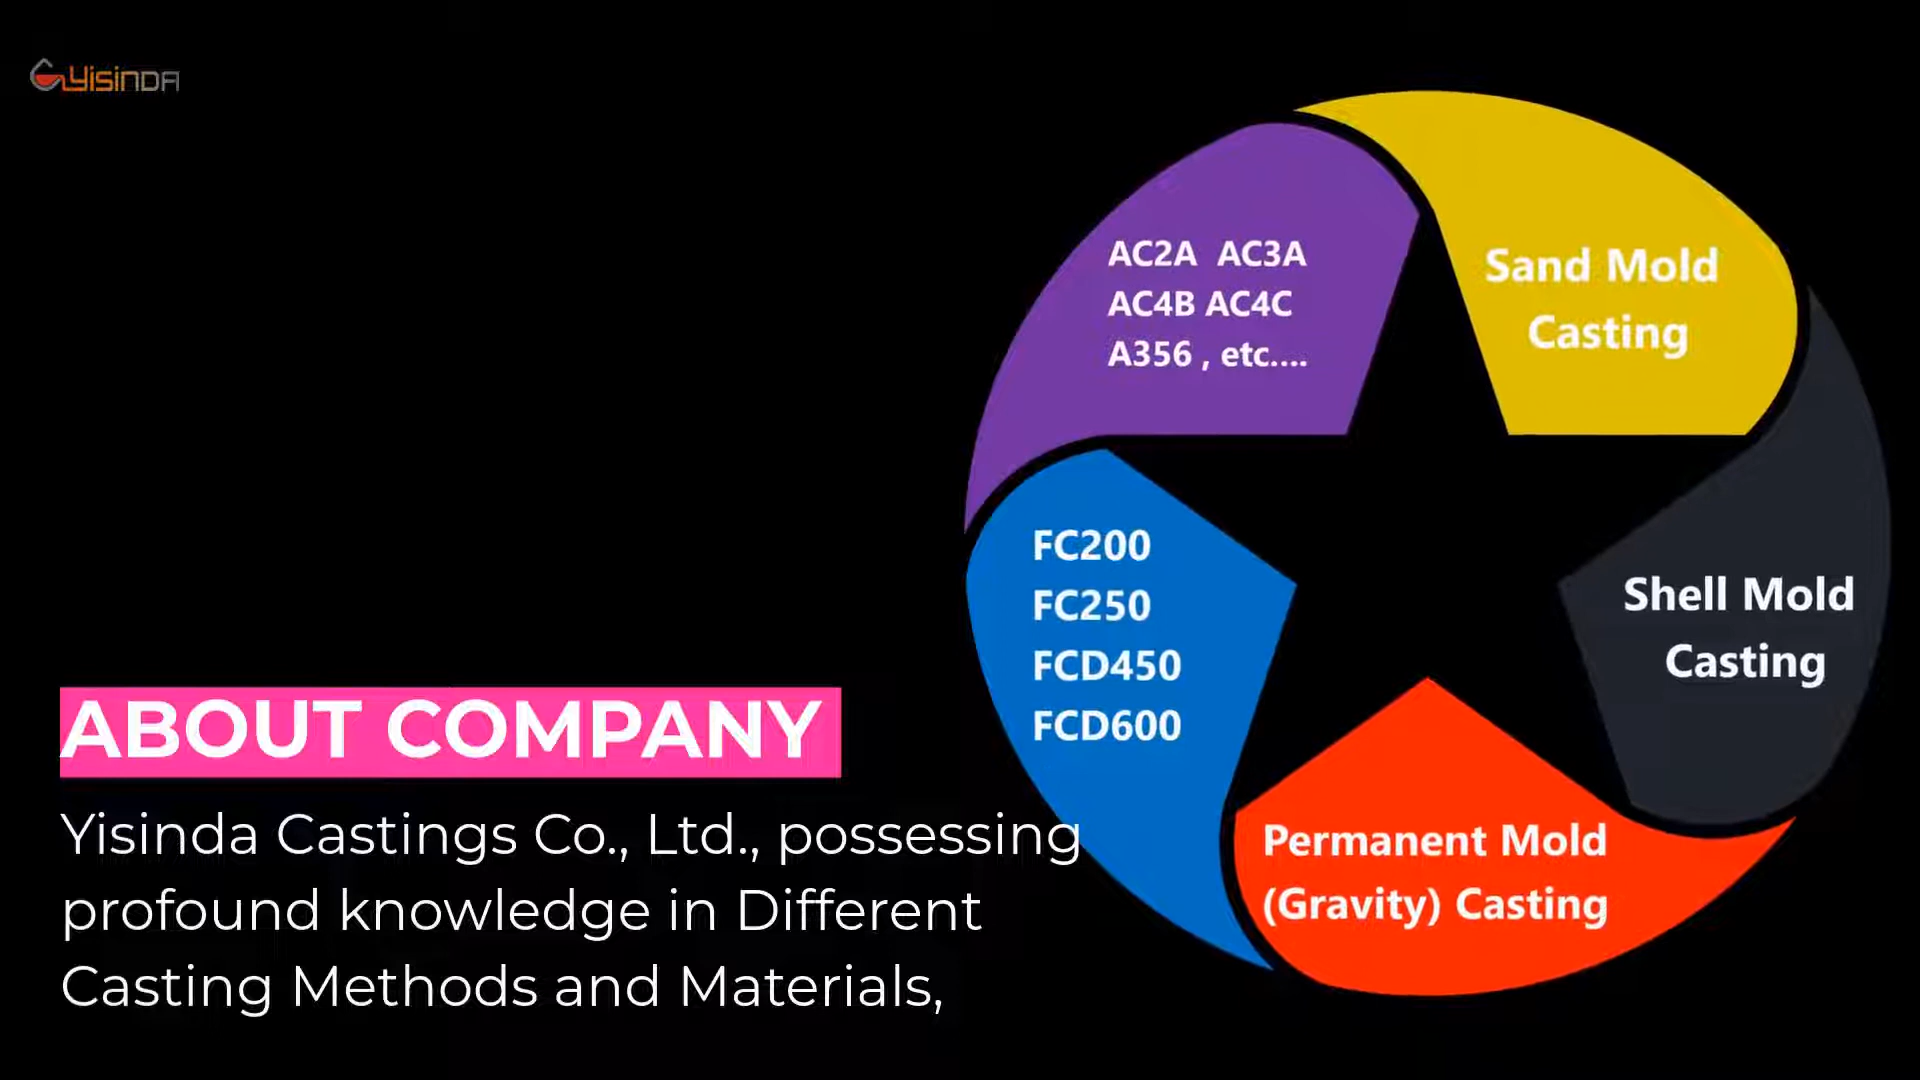 YisinDA
AC2A AC3A
AC4B AC4C
A356 , etc....
Sand Mold
Casting
FC200
FC250
FCD450
FCD600
Shell Mold
Casting
Permanent Mold
(Gravity) Casting
ABOUT COMPANY
Yisinda Castings Co., Ltd., possessing
profound knowledge in Different
Casting Methods and Materials,